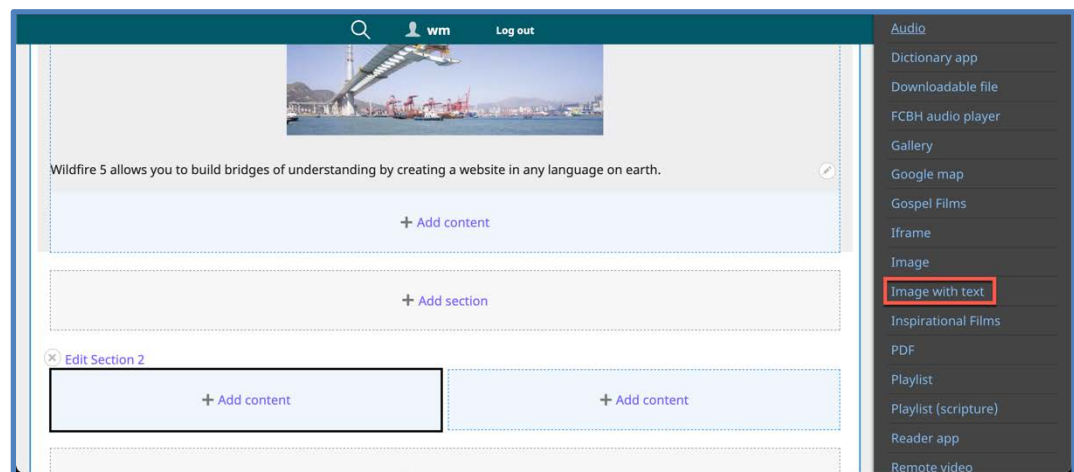 wm
Log out
Wildfire 5 allows you to build bridges of understanding by creating a website in any language on earth.
+ Add content
+ Add section
Edit Section 2
+ Add content
+ Add content
Audio
Dictionary app
Downloadable file
FCBH audio player
Gallery
Google map
Gospel Films
Iframe
Image
Image with text
Inspirational Films
PDF
Playlist
Playlist (scripture)
Reader app
Remote video